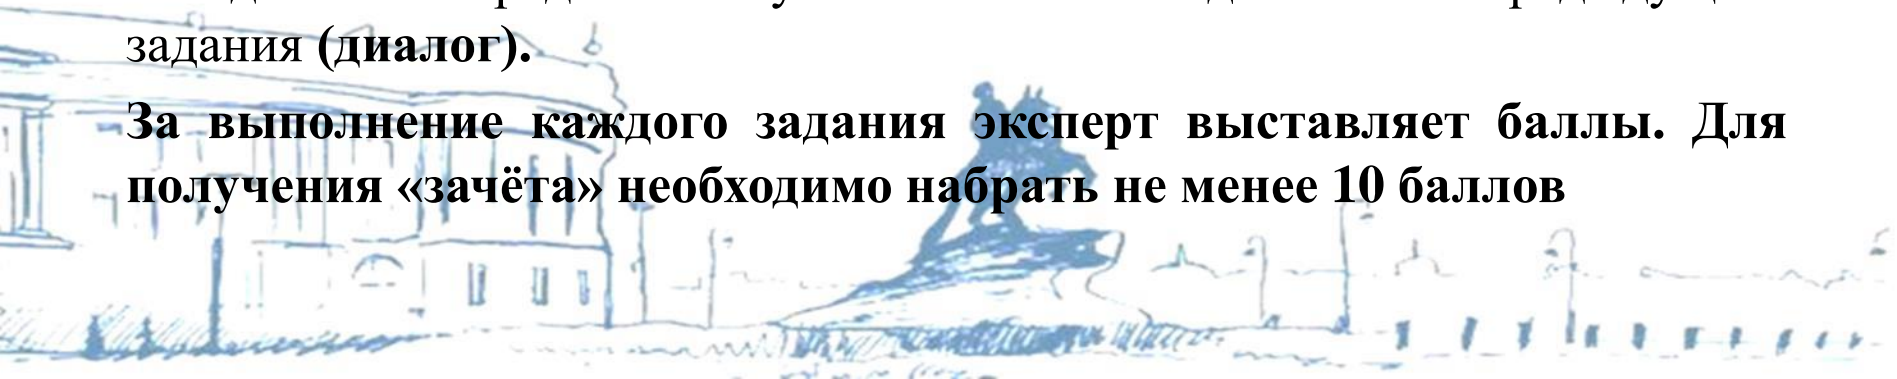 задания (диалог).
За выполнение каждого задания эксперт выставляет баллы. Для
получения «зачёта» необходимо набрать не менее 10 баллов